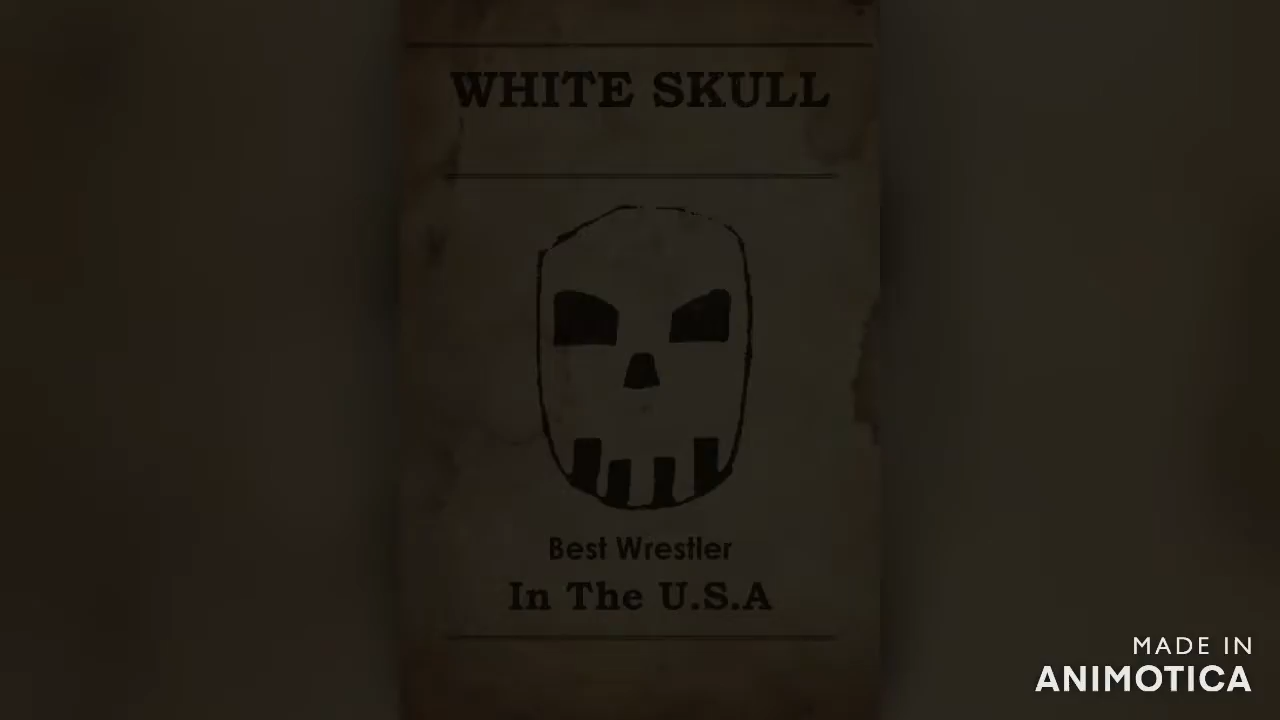 WHITE SKULL
Best Wrestler
In The U.S.A
MADE IN
ANIMOTICA